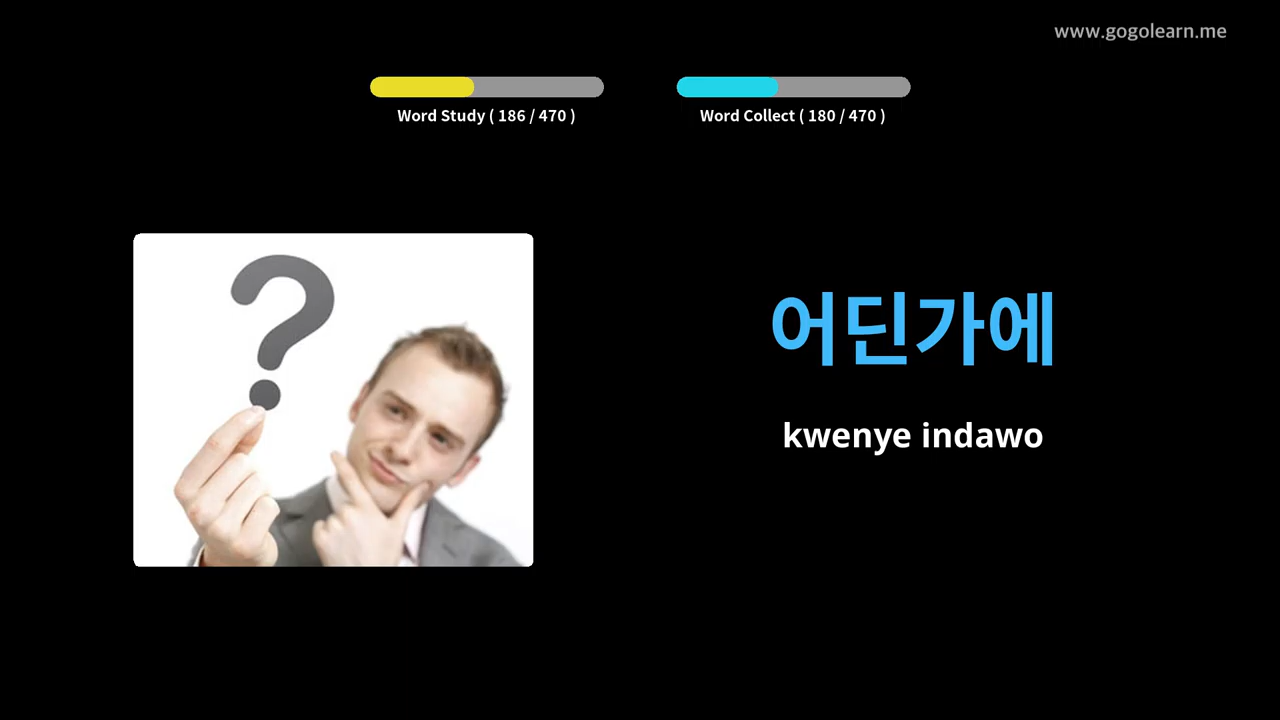 www.gogolearn.me
Word Study ( 186 / 470 )
Word Collect ( 180 / 470 )
?
어딘가에
kwenye indawo